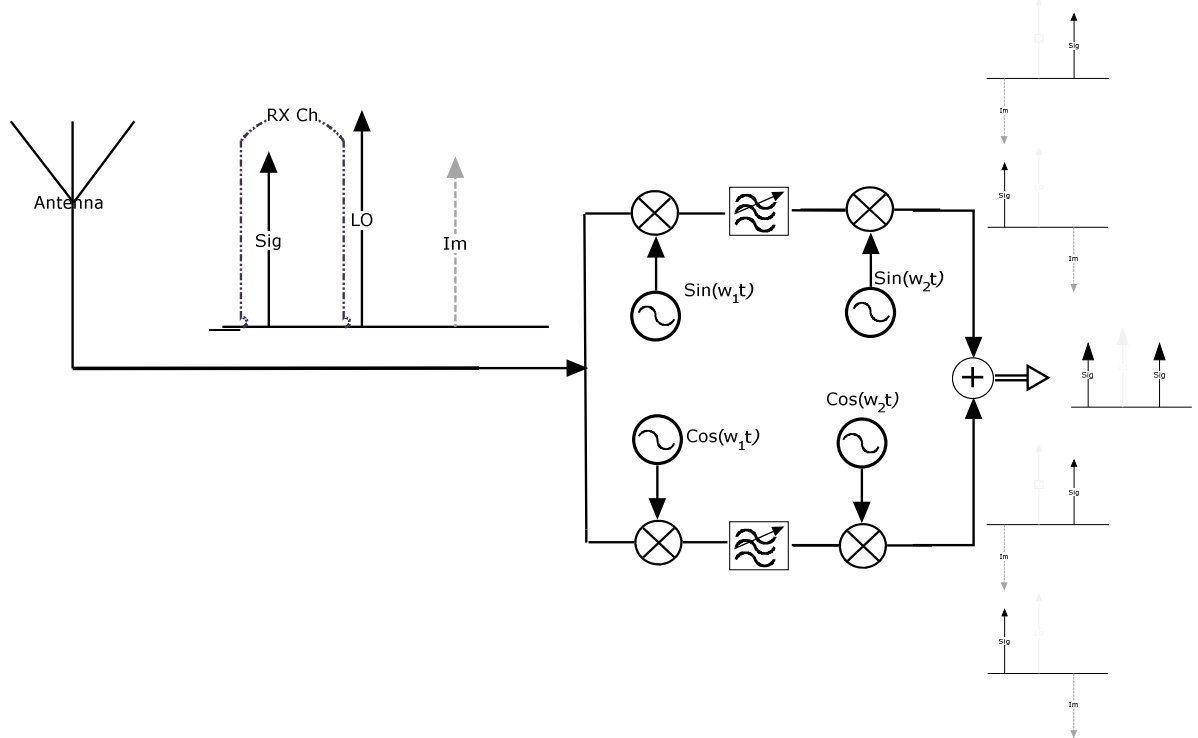 Sig
Im
RX Ch
Antenna
Sig
LO
Im
Sig
Im
Sin(w1t)
Sin(w2t)
+
Sig
Sig
Cos(w1t)
Cos(w2t)
Sig
Im
Sig
Im